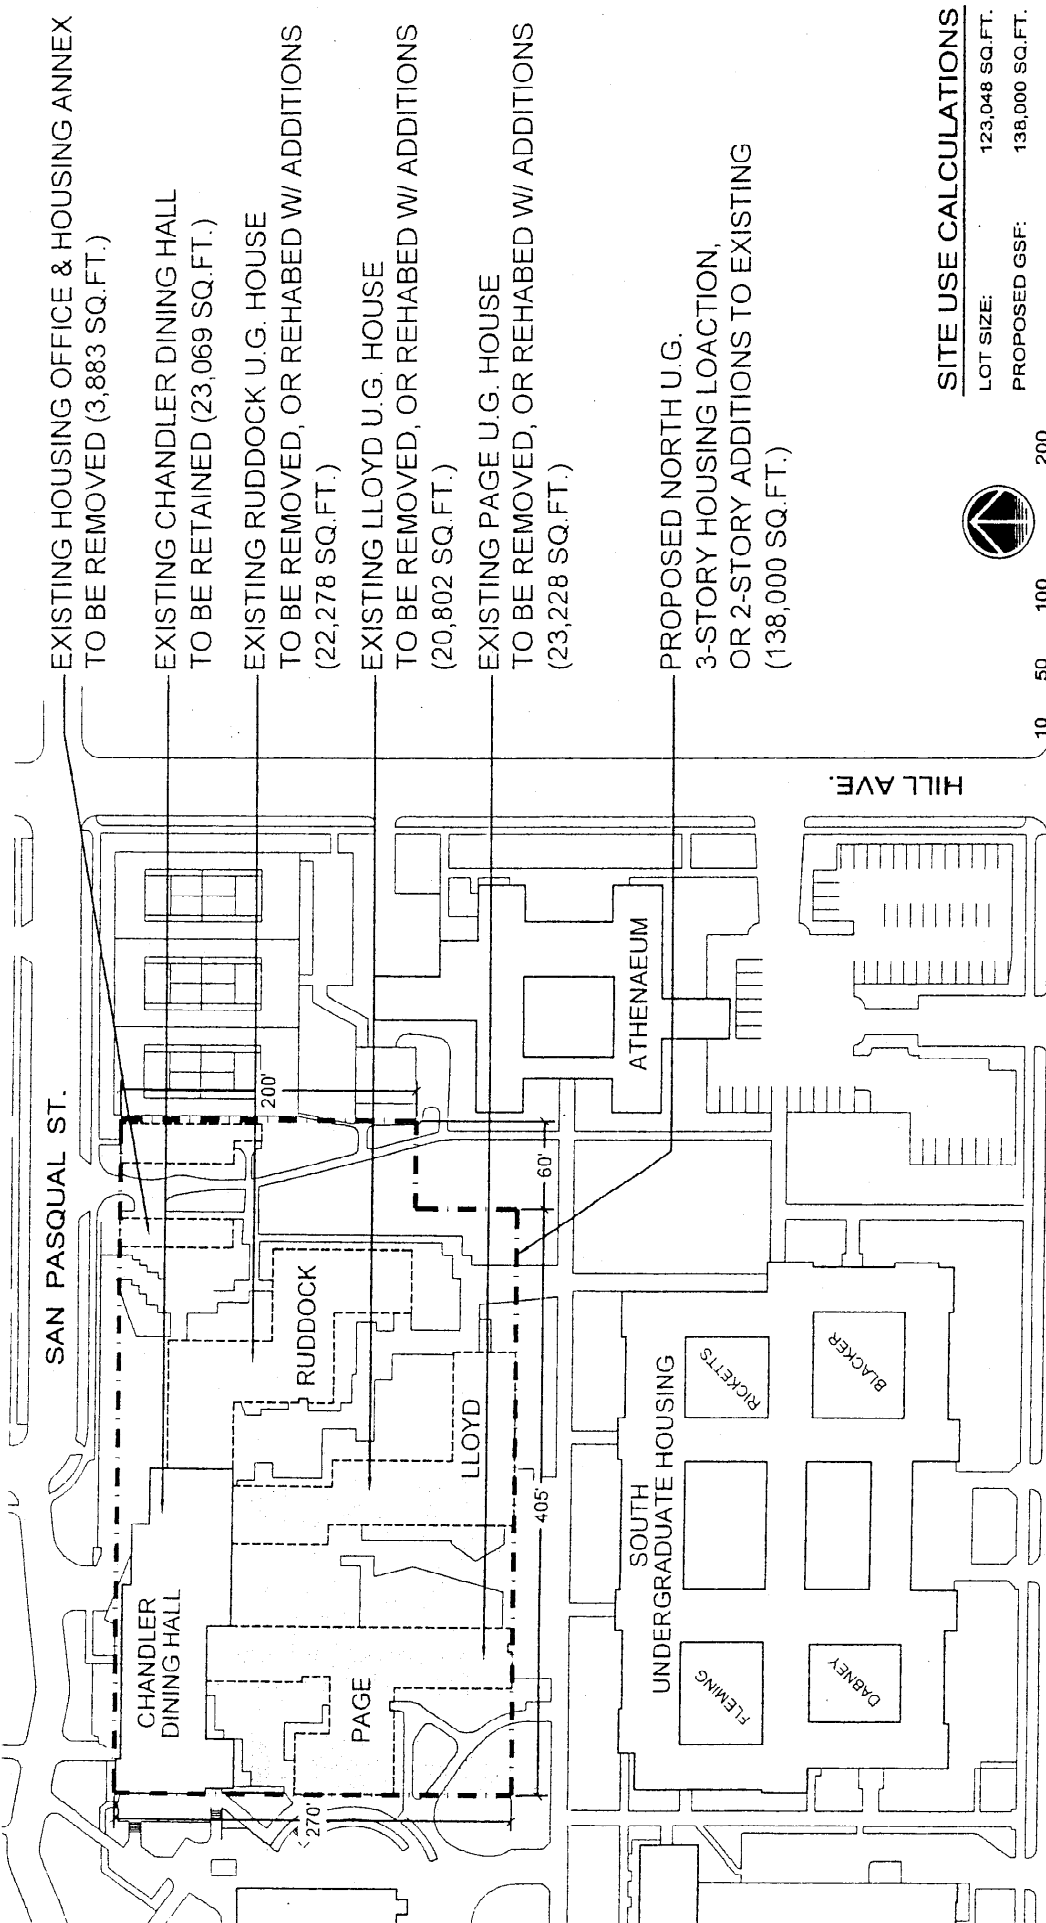 EXISTING HOUSING OFFICE & HOUSING ANNEX
TO BE REMOVED (3,883 SQ.FT.)
EXISTING CHANDLER DINING HALL
TO BE RETAINED (23,069 SQ.FT.)
EXISTING RUDDOCK U.G. HOUSE
TO BE REMOVED, OR REHABED W/ ADDITIONS
(22,278 SQ.FT.)
EXISTING LLOYD U.G. HOUSE
TO BE REMOVED, OR REHABED W/ ADDITIONS
(20,802 SQ.FT.)
EXISTING PAGE U.G. HOUSE
TO BE REMOVED, OR REHABED W/ ADDITIONS
(23,228 SQ.FT.)
PROPOSED NORTH U.G.
3-STORY HOUSING LOACTION,
OR 2-STORY ADDITIONS TO EXISTING
(138,000 SQ.FT.)
SAN PASQUAL ST.
HILL AVE.
CHANDLER
DINING HALL
RUDDOCK
LLOYD
PAGE
ATHENAEUM
200'
60'
405'
270'
SOUTH
UNDERGRADUATE HOUSING
FLEMING
RICKETTS
DABNEY
BLACKER
SITE USE CALCULATIONS
LOT SIZE: 123,048 SQ.FT.
PROPOSED GSF: 138,000 SQ.FT.
10 50 100 200